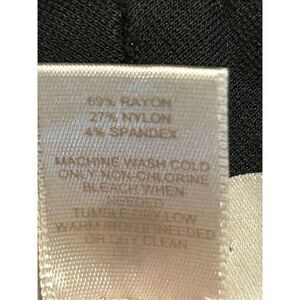 69% RAYON
27% NYLON
4% SPANDEX
MACHINE WASH COLD
ONLY NON-CHLORINE
BLEACH WHEN
NEEDED
TUMBLE DRY LOW
WARM IRON IF NEEDED
OR DRY CLEAN